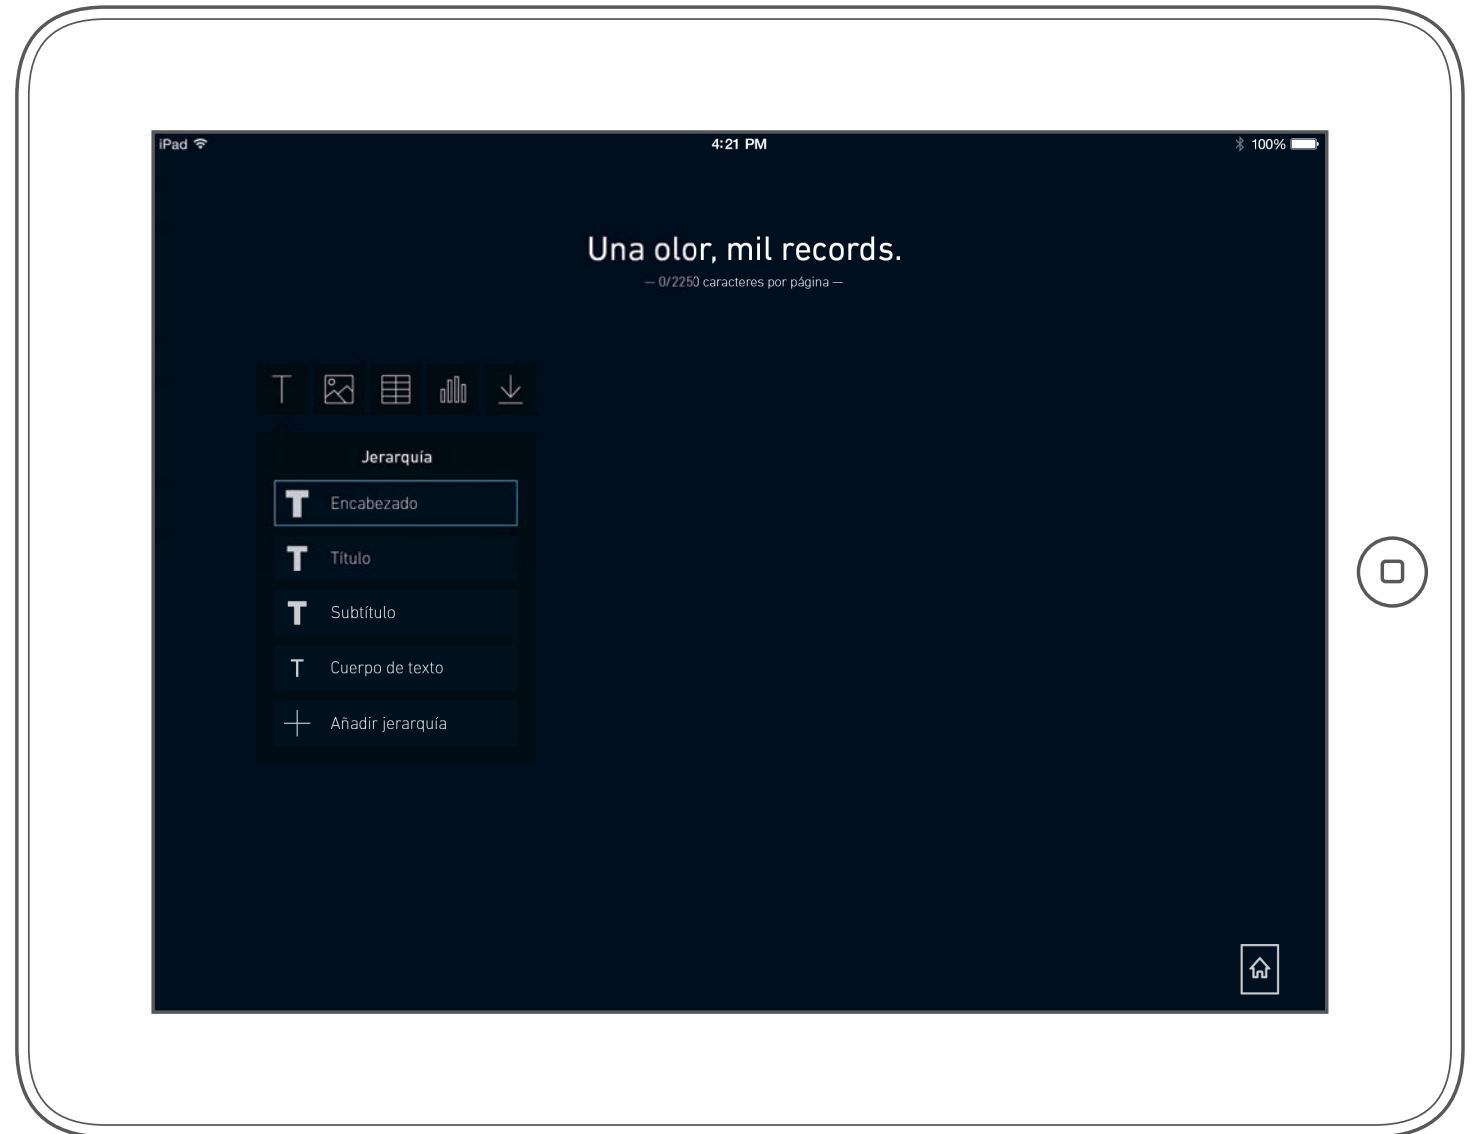 iPad 4:21 PM 100%
Una olor, mil records.
— 0/2250 caracteres por página —
Jerarquía
Encabezado
Título
Subtítulo
Cuerpo de texto
Añadir jerarquía